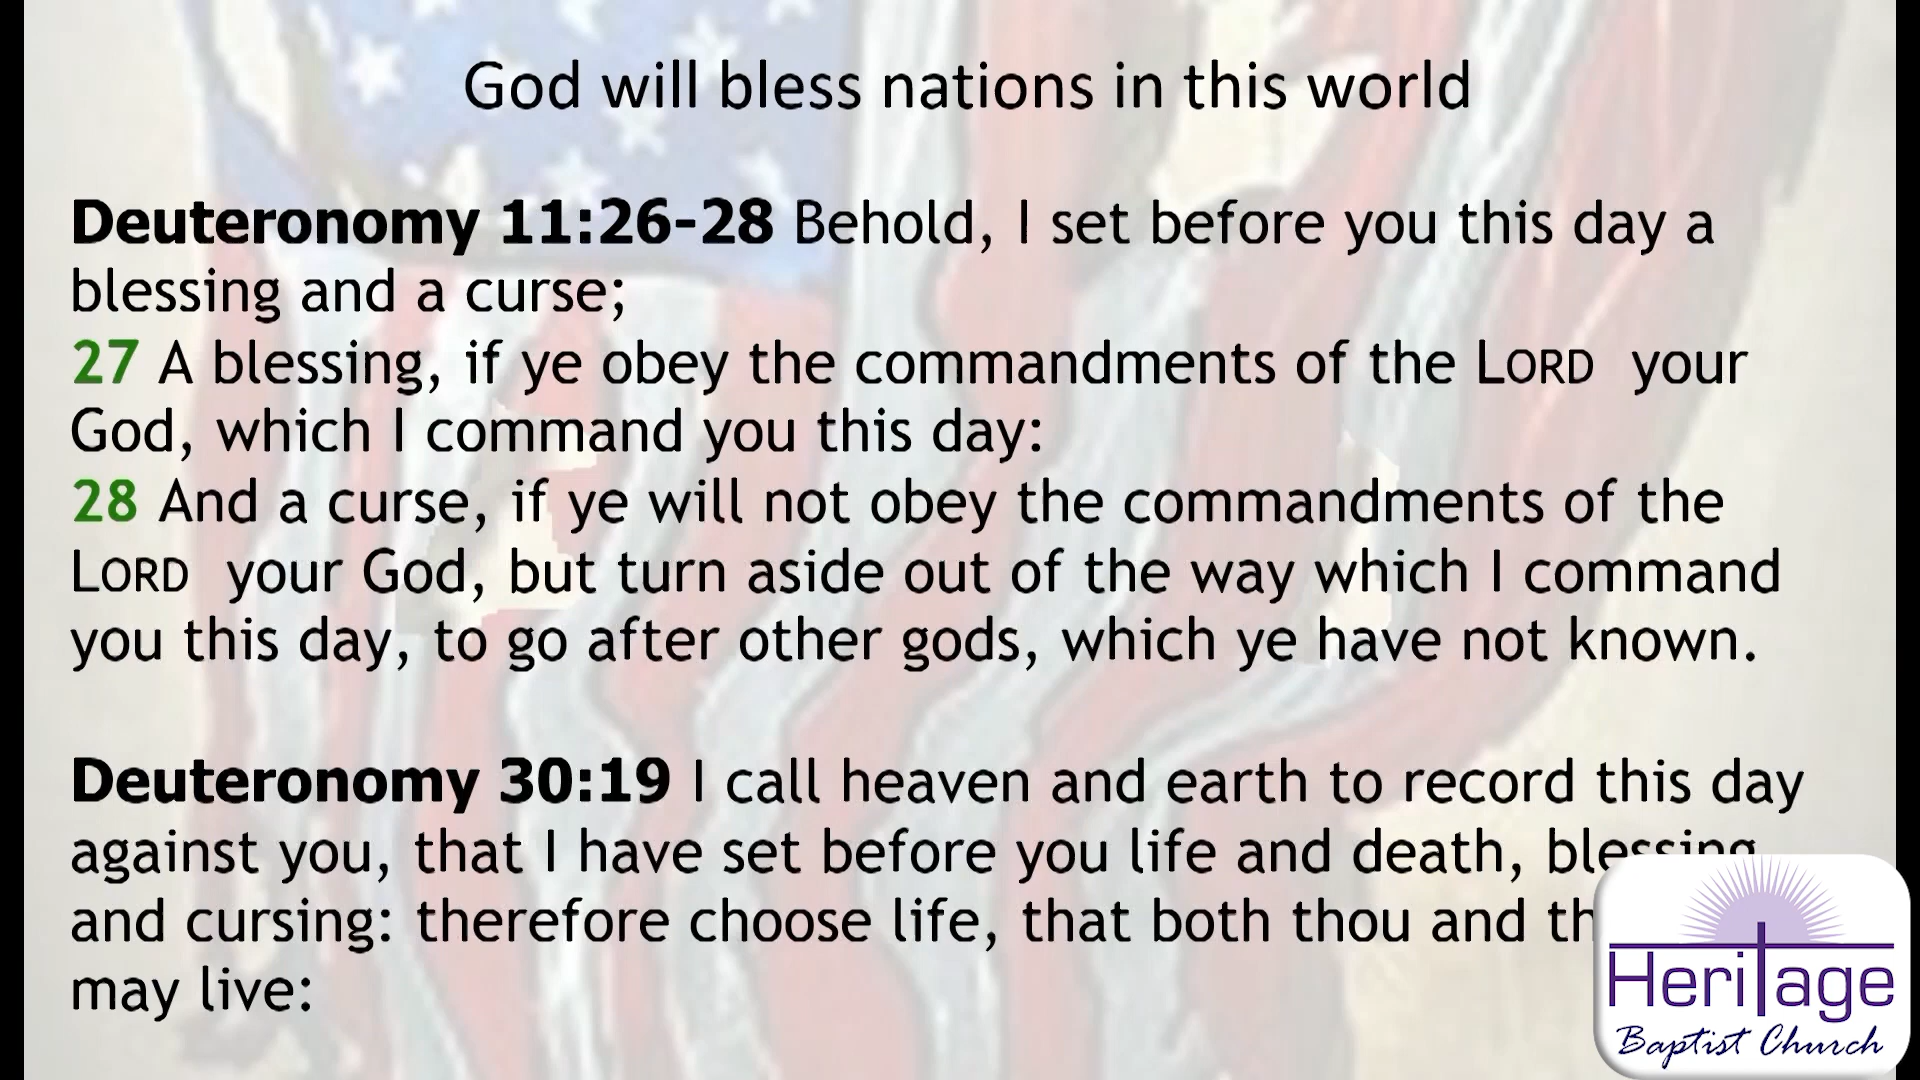 God will bless nations in this world
Deuteronomy 11:26-28 Behold, I set before you this day a
blessing and a curse;
27 A blessing, if ye obey the commandments of the LORD your
God, which I command you this day:
28 And a curse, if ye will not obey the commandments of the
LORD your God, but turn aside out of the way which I command
you this day, to go after other gods, which ye have not known.
Deuteronomy 30:19 I call heaven and earth to record this day
against you, that I have set before you life and death, blessing
and cursing: therefore choose life, that both thou and
may live:
Heritage
Baptist Church